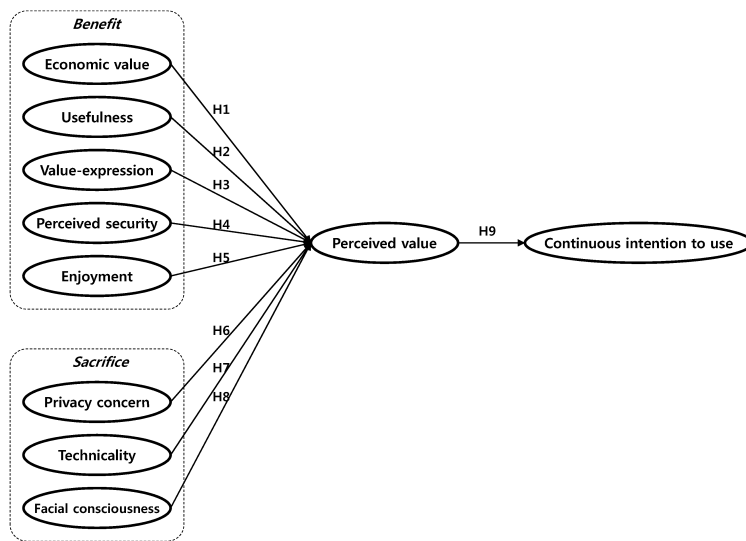 Benefit
Economic value
Usefulness
Value-expression
Perceived security
Enjoyment
H1
H2
H3
H4
H5
Perceived value
H9
Continuous intention to use
H6
H7
H8
Sacrifice
Privacy concern
Technicality
Facial consciousness